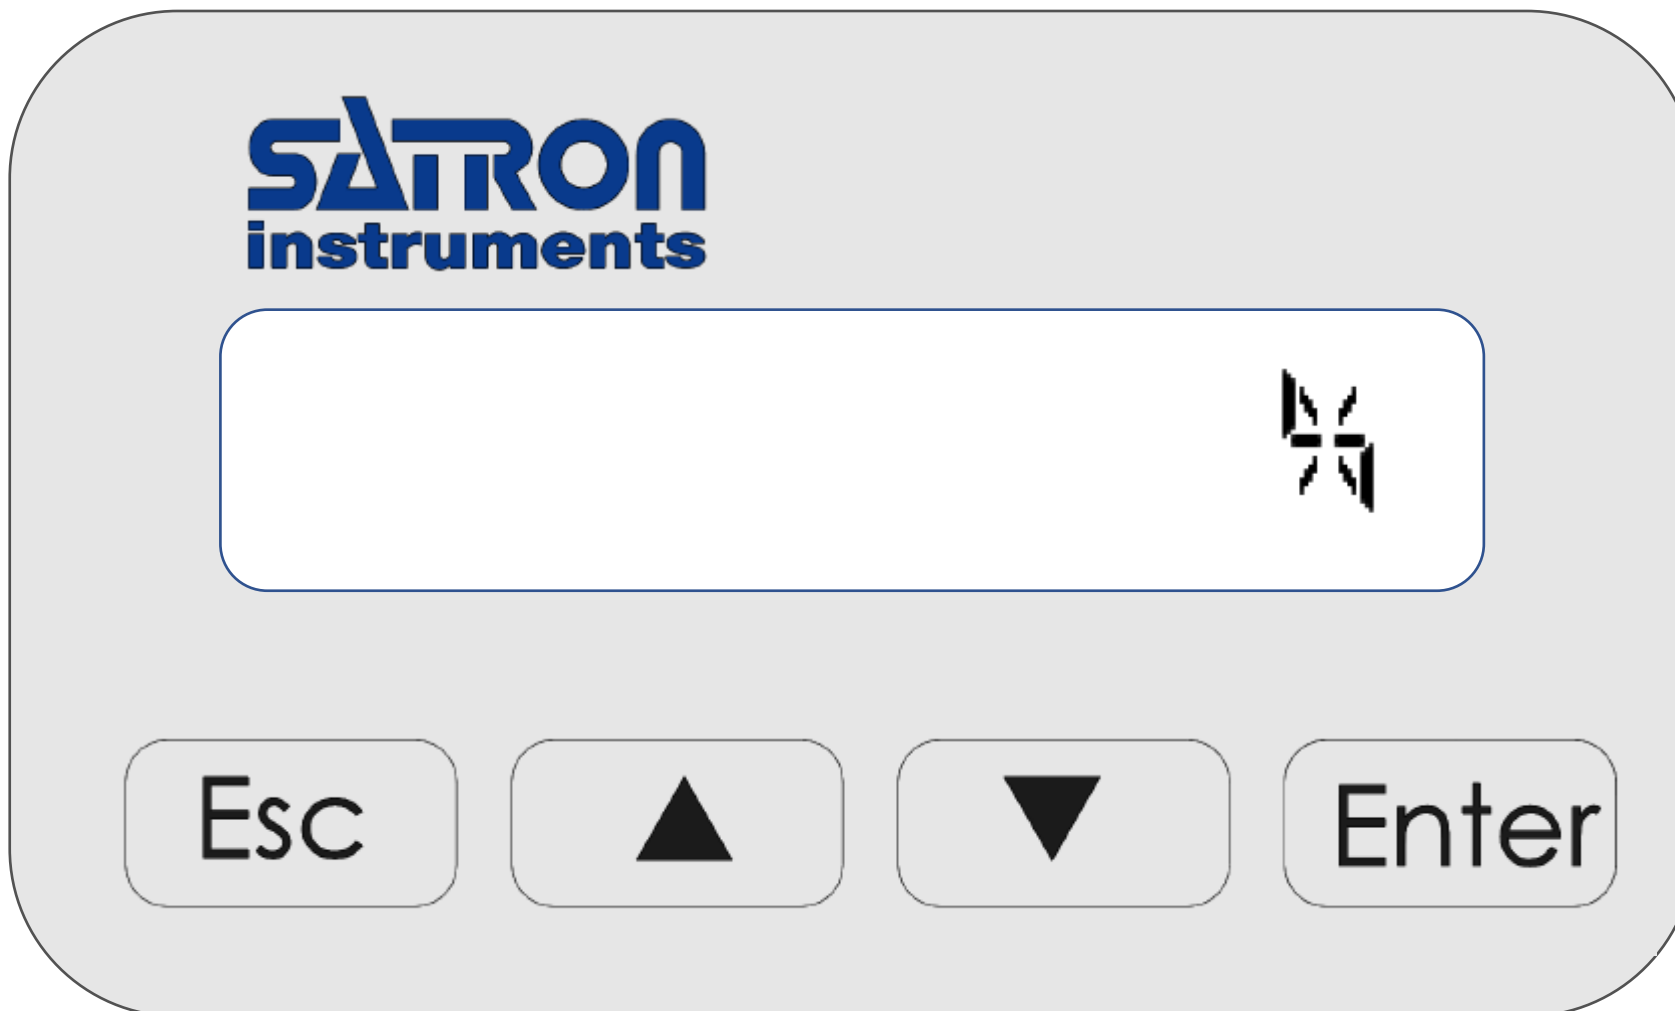 SATRON
instruments
%
Esc ▲ ▼ Enter